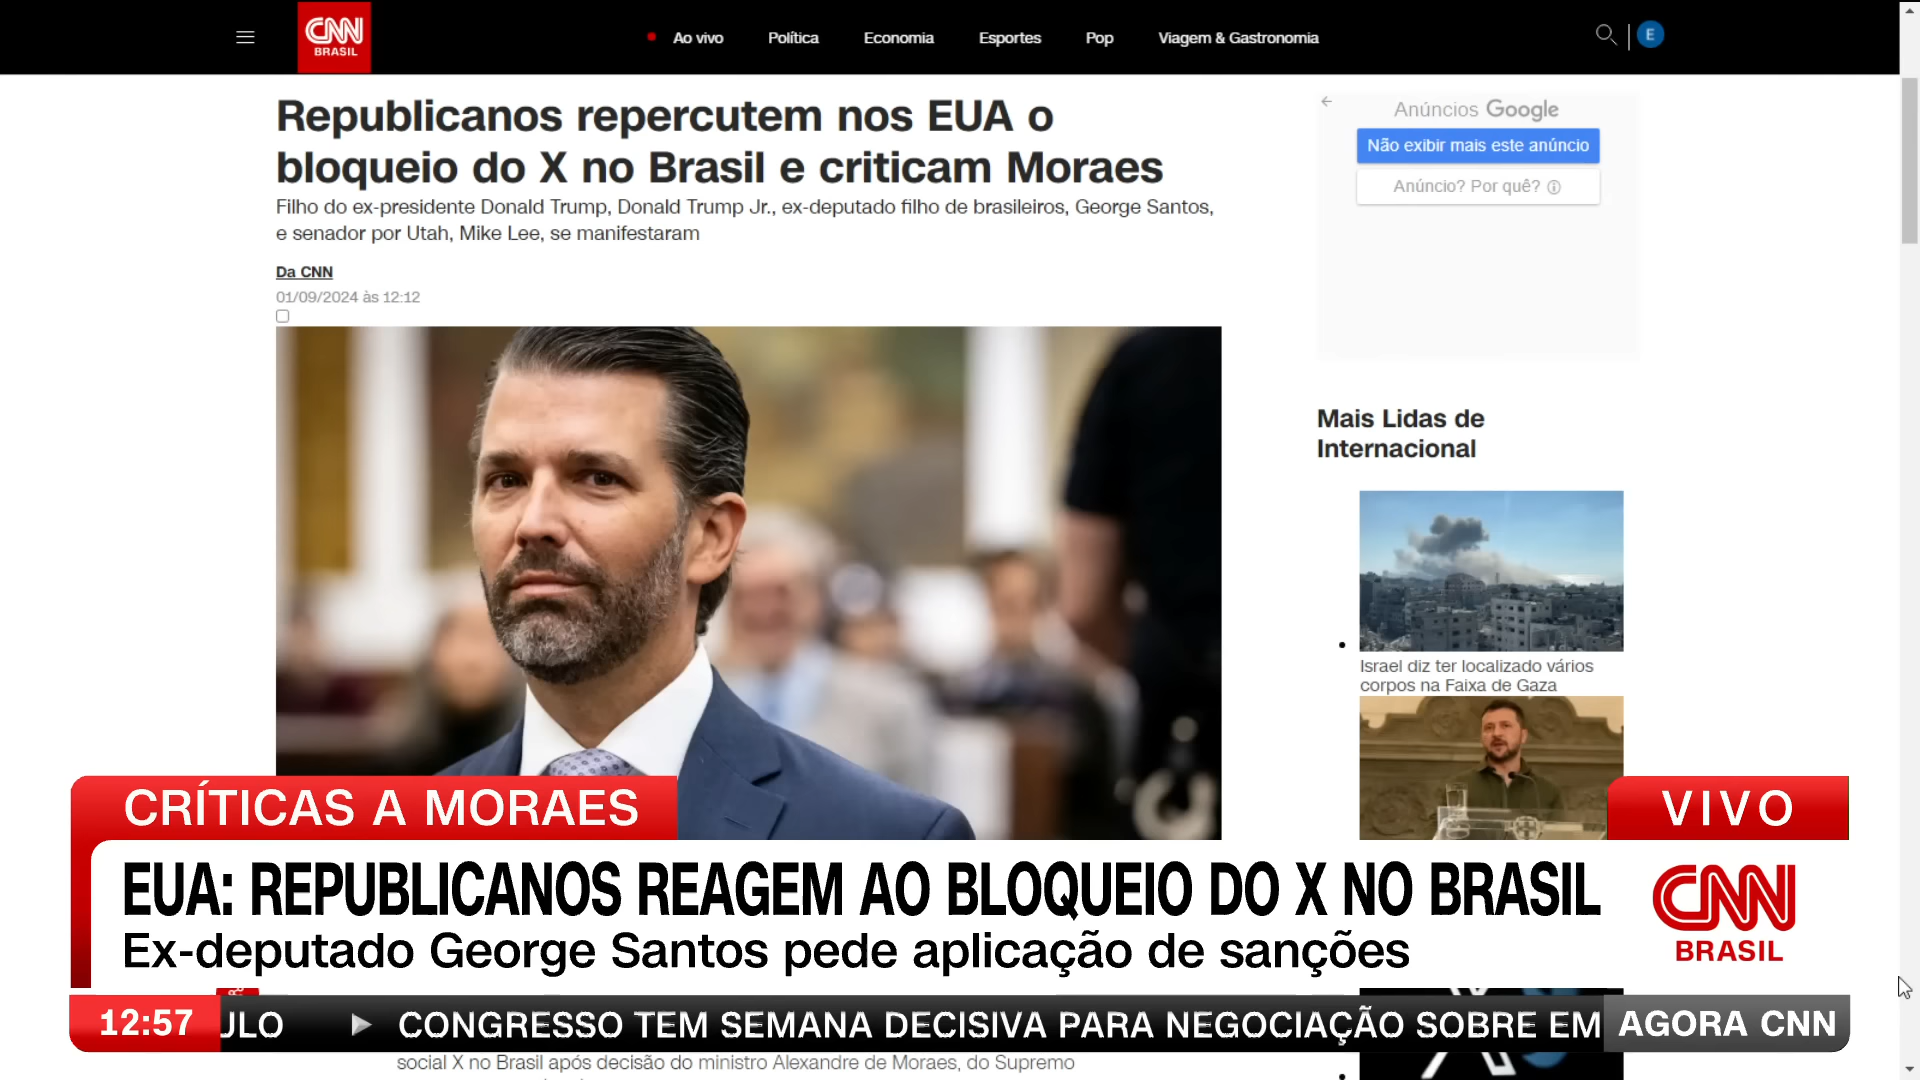 CNN
BRASIL
Ao vivo
Política
Economia
Esportes
Pop
Viagem & Gastronomia
E
Republicanos repercutem nos EUA o
bloqueio do X no Brasil e criticam Moraes
Filho do ex-presidente Donald Trump, Donald Trump Jr., ex-deputado filho de brasileiros, George Santos,
e senador por Utah, Mike Lee, se manifestaram
Da CNN
01/09/2024 às 12:12
Anúncios Google
Não exibir mais este anúncio
Anúncio? Por quê?
Mais Lidas de
Internacional
Israel diz ter localizado vários
corpos na Faixa de Gaza
CRÍTICAS A MORAES
VIVO
EUA: REPUBLICANOS REAGEM AO BLOQUEIO DO X NO BRASIL
Ex-deputado George Santos pede aplicação de sanções
CNN
BRASIL
12:57
ULO
CONGRESSO TEM SEMANA DECISIVA PARA NEGOCIAÇÃO SOBRE EM
AGORA CNN
social X no Brasil após decisão do ministro Alexandre de Moraes, do Supremo